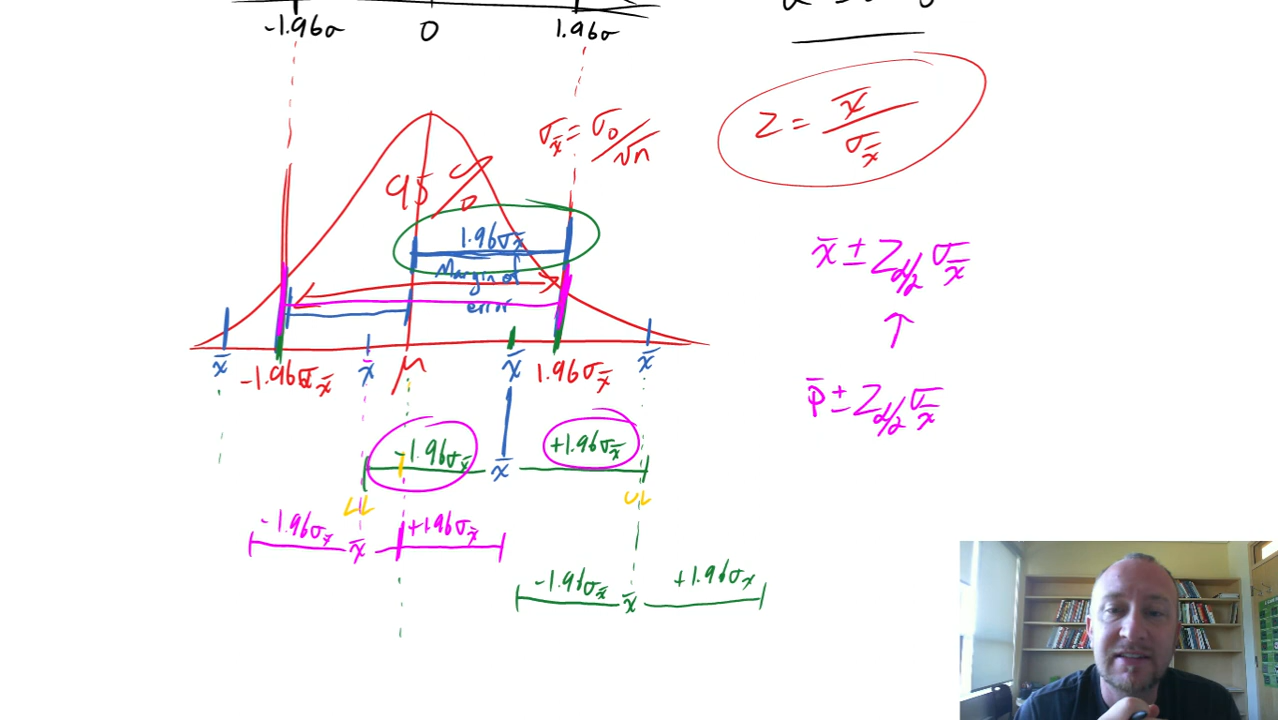 -1.96σ 0 1.96σ
σx̄ = σ0/√n
Z = x̄/σx̄
95%
1.96σx̄
Margin of
error
x̄ ± Zα/2 σx̄
↑
p̄ ± Zα/2 σx̄
x̄ -1.96σx̄ x̄ μ x̄ 1.96σx̄ x̄
-1.96σx̄ x̄ +1.96σx̄
LL UL
-1.96σx̄ x̄ +1.96σx̄
-1.96σx̄ x̄ +1.96σx̄